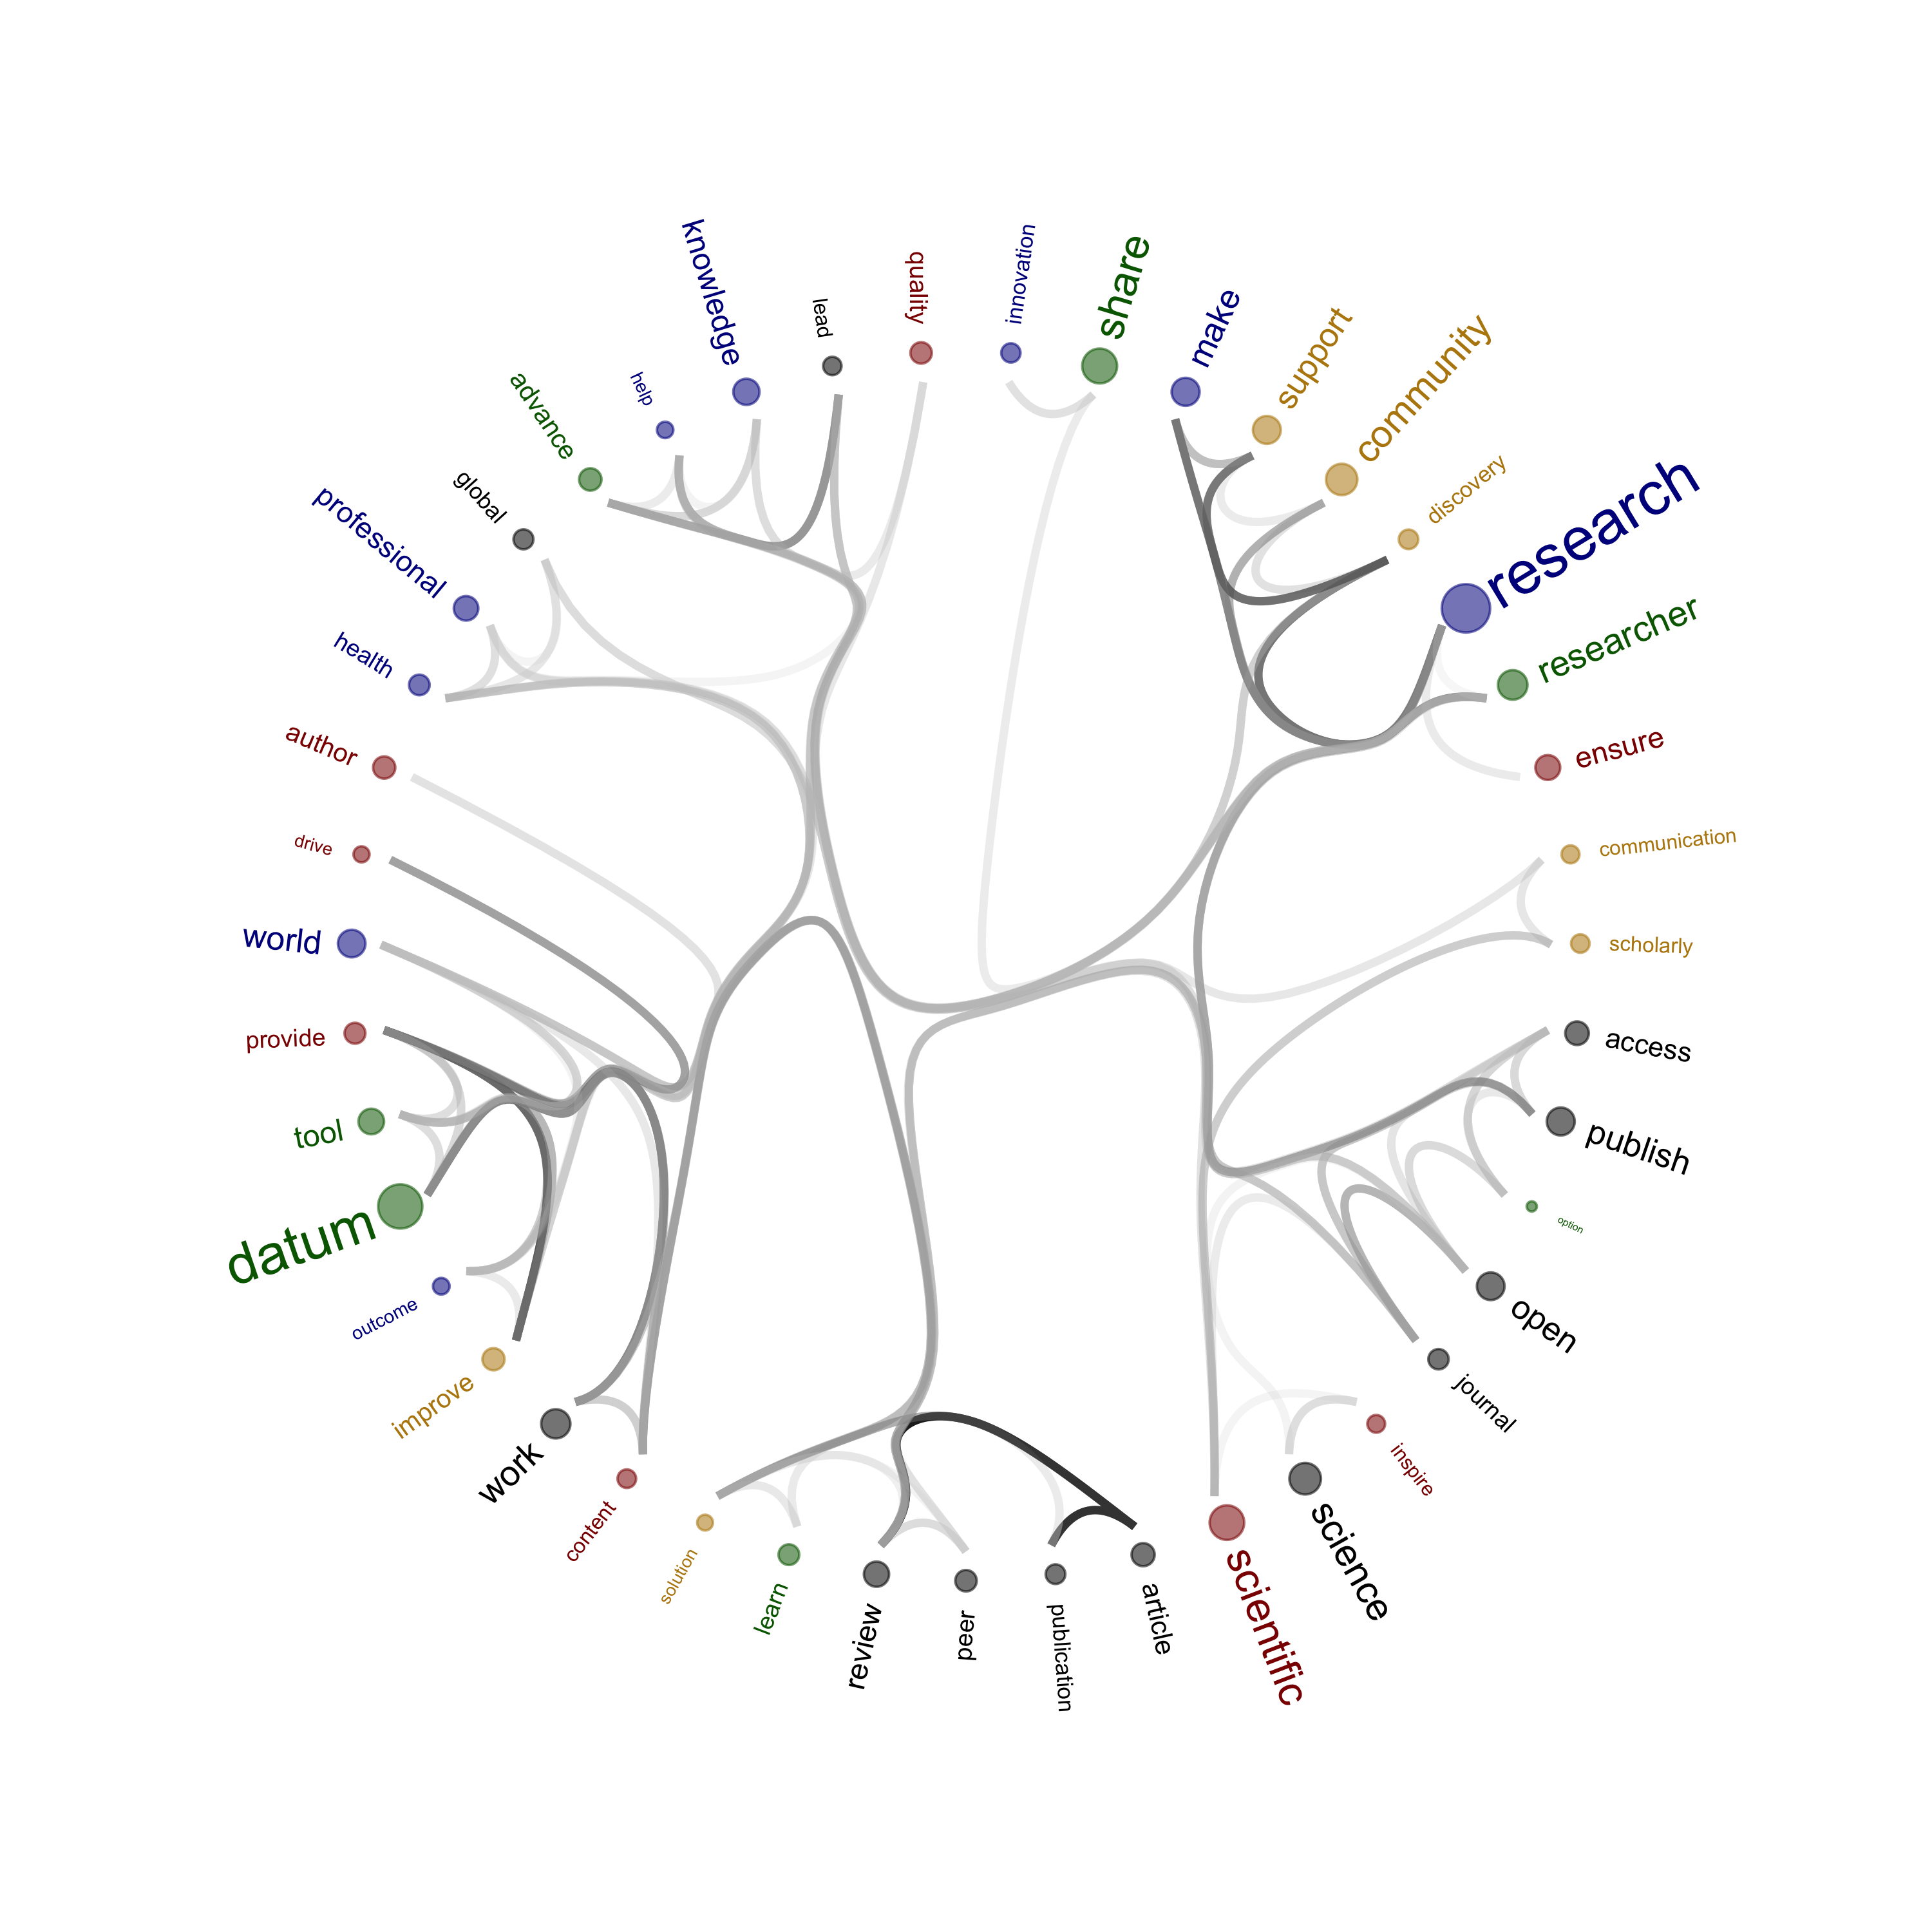 innovation
share
make
support
community
discovery
research
researcher
ensure
communication
scholarly
access
publish
option
open
journal
inspire
science
scientific
article
publication
peer
review
learn
solution
content
work
improve
outcome
datum
tool
provide
world
drive
author
health
professional
global
advance
help
knowledge
lead
quality